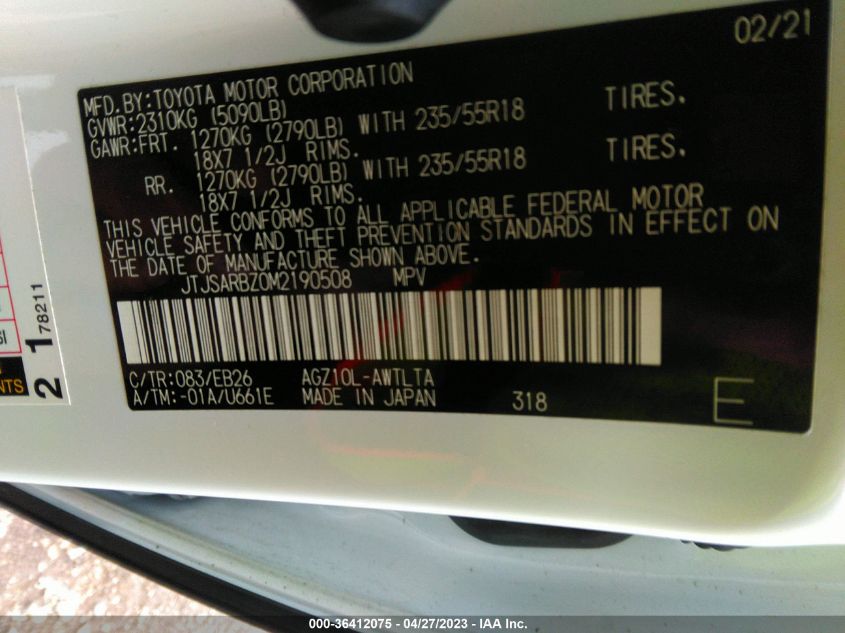 02/21
MFD.BY:TOYOTA MOTOR CORPORATION
GVWR:2310KG (5090LB)
GAWR:FRT. 1270KG (2790LB) WITH 235/55R18 TIRES.
18X7 1/2J RIMS.
RR. 1270KG (2790LB) WITH 235/55R18 TIRES.
18X7 1/2J RIMS.
THIS VEHICLE CONFORMS TO ALL APPLICABLE FEDERAL MOTOR
VEHICLE SAFETY AND THEFT PREVENTION STANDARDS IN EFFECT ON
THE DATE OF MANUFACTURE SHOWN ABOVE.
JTJSARBZ0M2190508 MPV
C/TR:083/EB26 AGZ10L-AWTLTA
A/TM:-01A/U661E MADE IN JAPAN 318 E
2 178211
SI
NTS
000-36412075 - 04/27/2023 - IAA Inc.